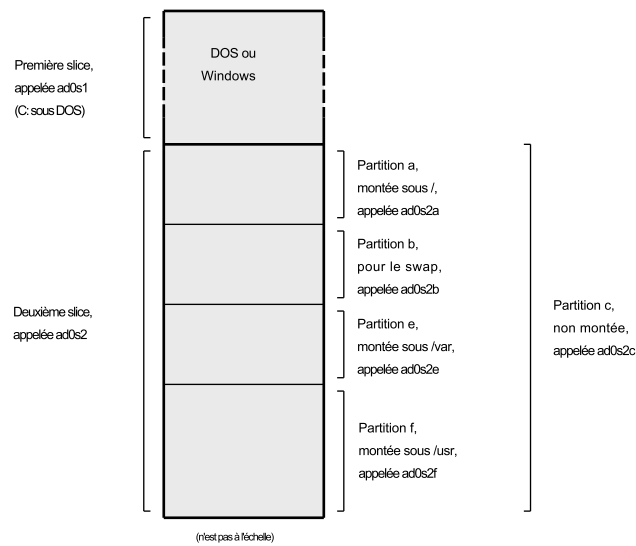 DOS ou
Windows
Première slice,
appelée ad0s1
(C: sous DOS)
Partition a,
montée sous /,
appelée ad0s2a
Partition b,
pour le swap,
appelée ad0s2b
Deuxième slice,
appelée ad0s2
Partition e,
montée sous /var,
appelée ad0s2e
Partition c,
non montée,
appelée ad0s2c
Partition f,
montée sous /usr,
appelée ad0s2f
(n'est pas à l'échelle)